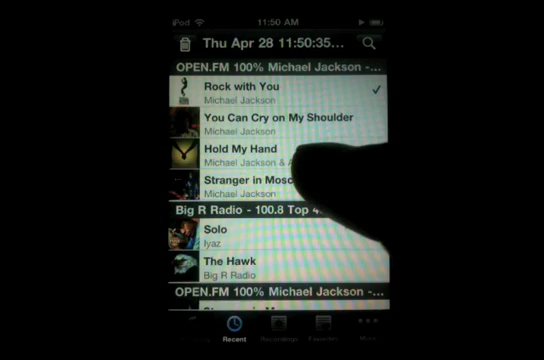 iPod 11:50 AM
Thu Apr 28 11:50:35...
OPEN.FM 100% Michael Jackson -...
Rock with You
Michael Jackson
You Can Cry on My Shoulder
Michael Jackson
Hold My Hand
Michael Jackson &
Stranger in
Michael Jackson
Big R Radio - 100.8 Top
Solo
Iyaz
The Hawk
Big R Radio
OPEN.FM 100% Michael Jackson -...
Recent
Recordings
Favorites
More